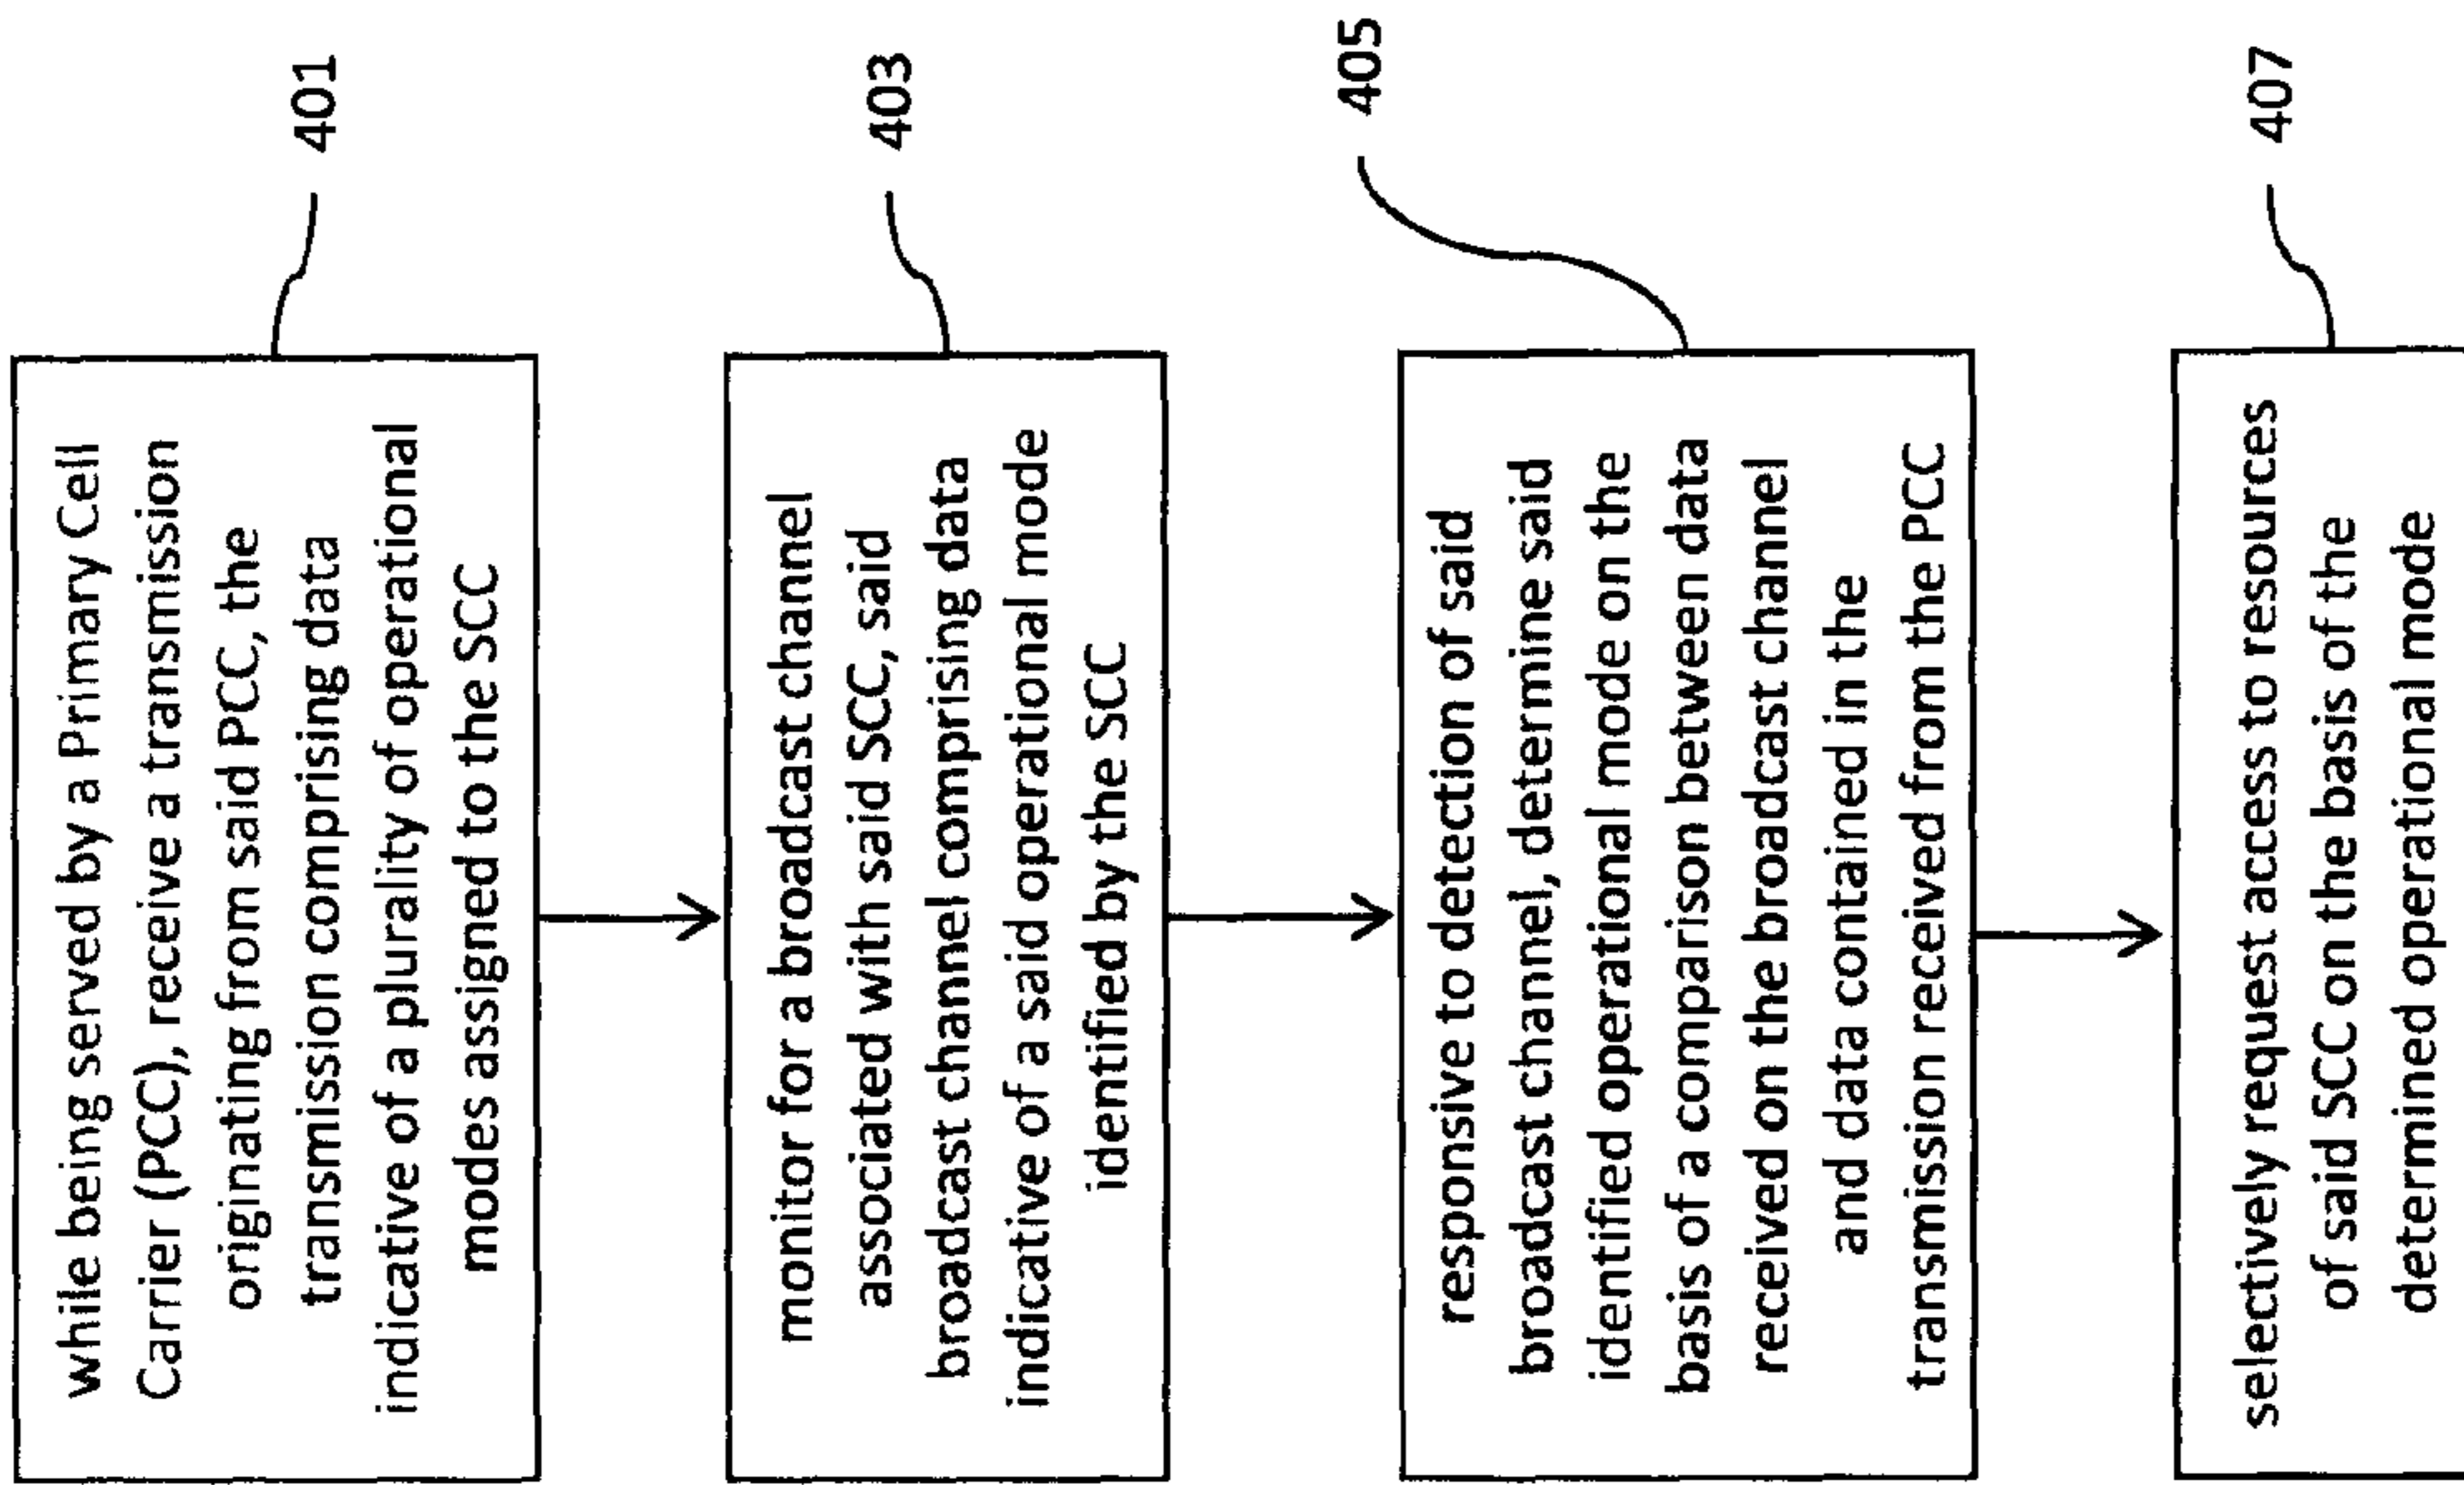 while being served by a Primary Cell
Carrier (PCC), receive a transmission
originating from said PCC, the
transmission comprising data
indicative of a plurality of operational
modes assigned to the SCC
401
monitor for a broadcast channel
associated with said SCC, said
broadcast channel comprising data
indicative of a said operational mode
identified by the SCC
403
responsive to detection of said
broadcast channel, determine said
identified operational mode on the
basis of a comparison between data
received on the broadcast channel
and data contained in the
transmission received from the PCC
405
selectively request access to resources
of said SCC on the basis of the
determined operational mode
407